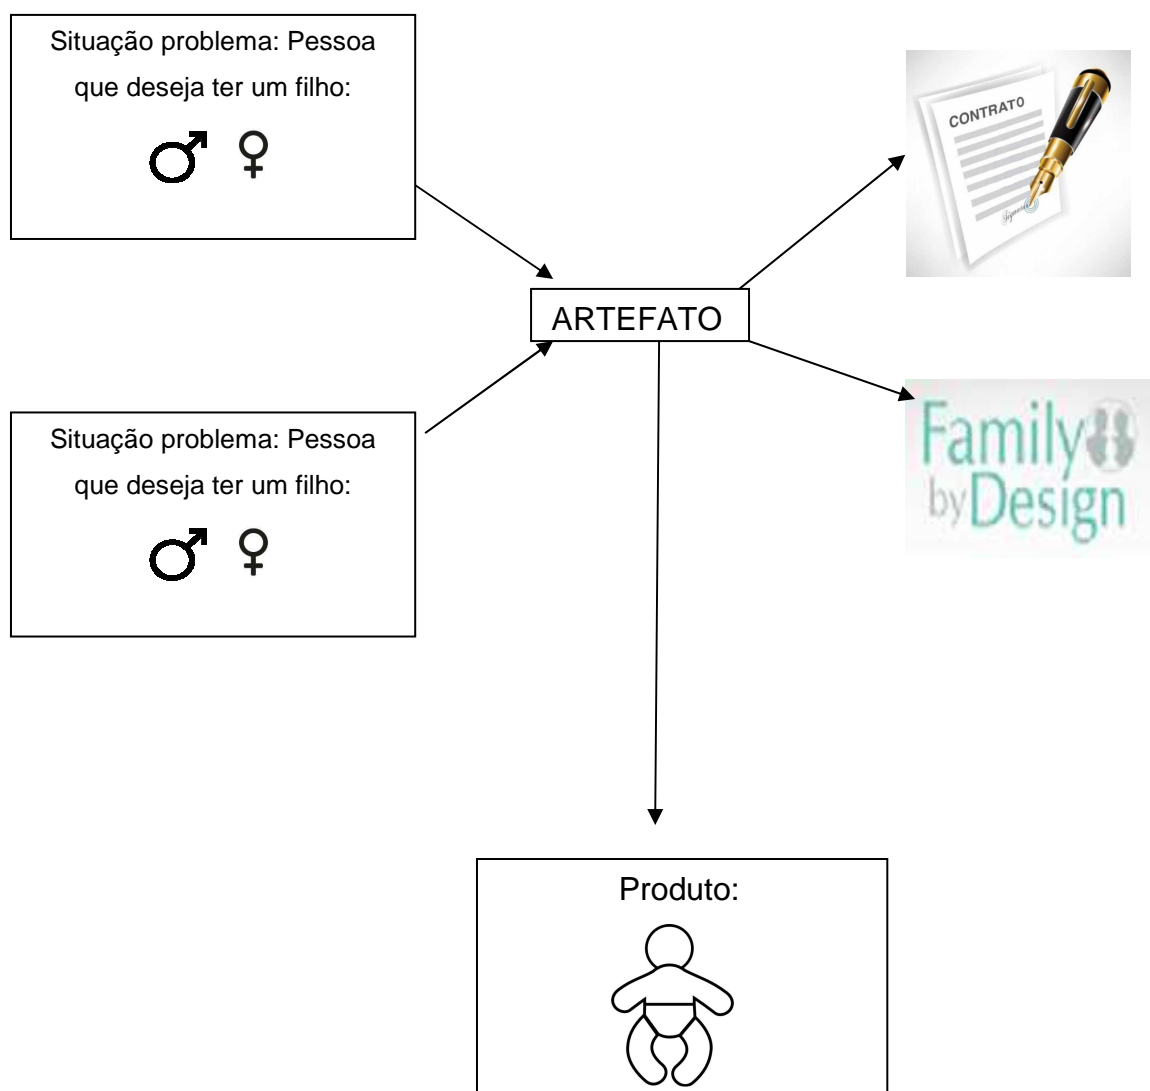 Situação problema: Pessoa
que deseja ter um filho:
CONTRATO
ARTEFATO
Situação problema: Pessoa
que deseja ter um filho:
Family
by Design
Produto: